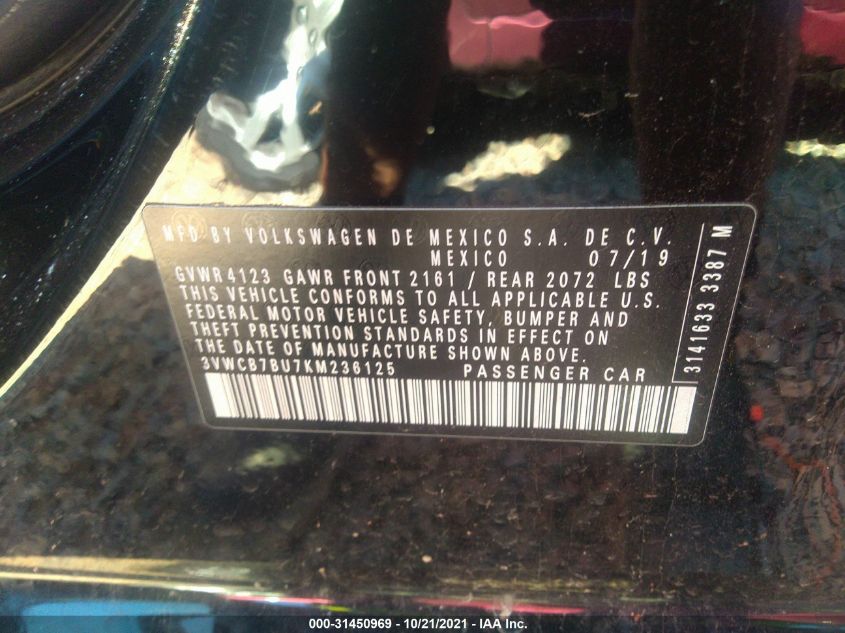 MFD BY VOLKSWAGEN DE MEXICO S.A. DE C.V.
MEXICO 07/19
GVWR 4123 GAWR FRONT 2161 / REAR 2072 LBS
THIS VEHICLE CONFORMS TO ALL APPLICABLE U.S.
FEDERAL MOTOR VEHICLE SAFETY, BUMPER AND
THEFT PREVENTION STANDARDS IN EFFECT ON
THE DATE OF MANUFACTURE SHOWN ABOVE.
3VWCB7BU7KM236125 PASSENGER CAR
3141633 3387 M
000-31450969 - 10/21/2021 - IAA Inc.